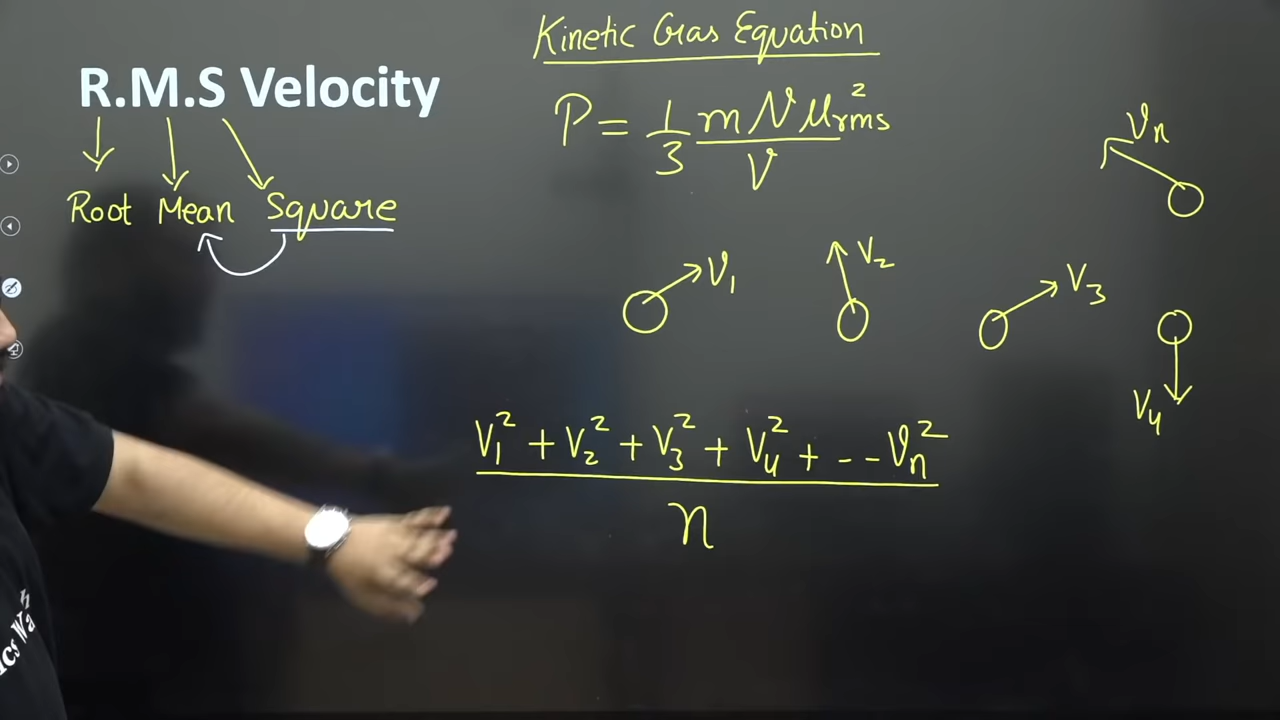 R.M.S Velocity
Root Mean Square
Kinetic Gas Equation
P = 1/3 m N μ²rms / V
Vn
V1
V2
V3
V4
V1² + V2² + V3² + V4² + -- Vn²
n